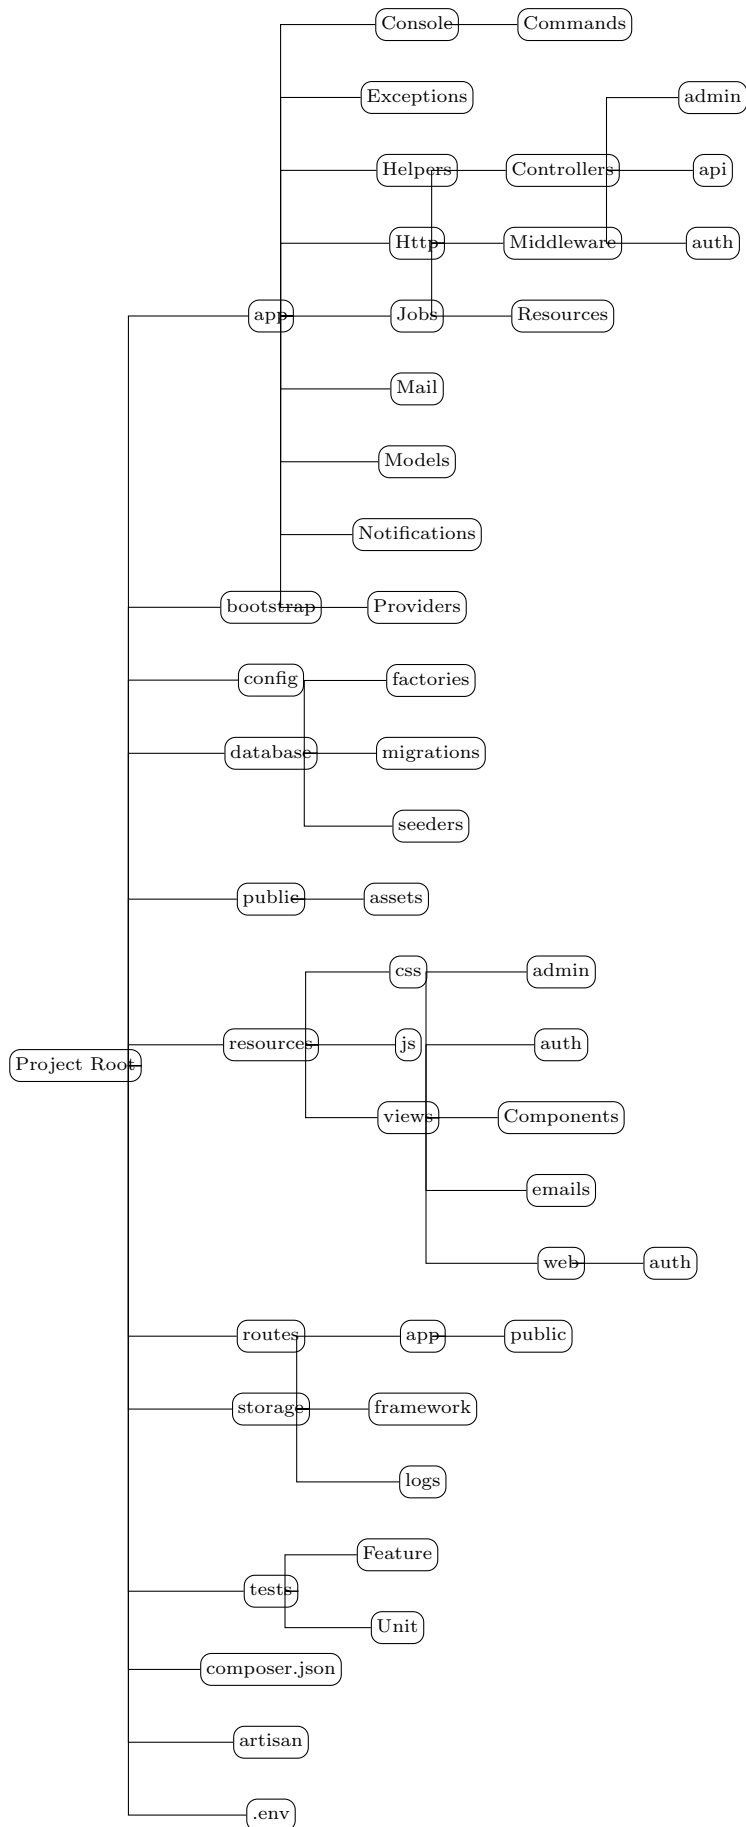 Console Commands
Exceptions admin
Helpers Controllers api
Http Middleware auth
app Jobs Resources
Mail
Models
Notifications
bootstrap Providers
config factories
database migrations
seeders
public assets
css admin
resources js auth
Project Root
views Components
emails
web auth
routes app public
storage framework
logs
Feature
tests
Unit
composer.json
artisan
.env